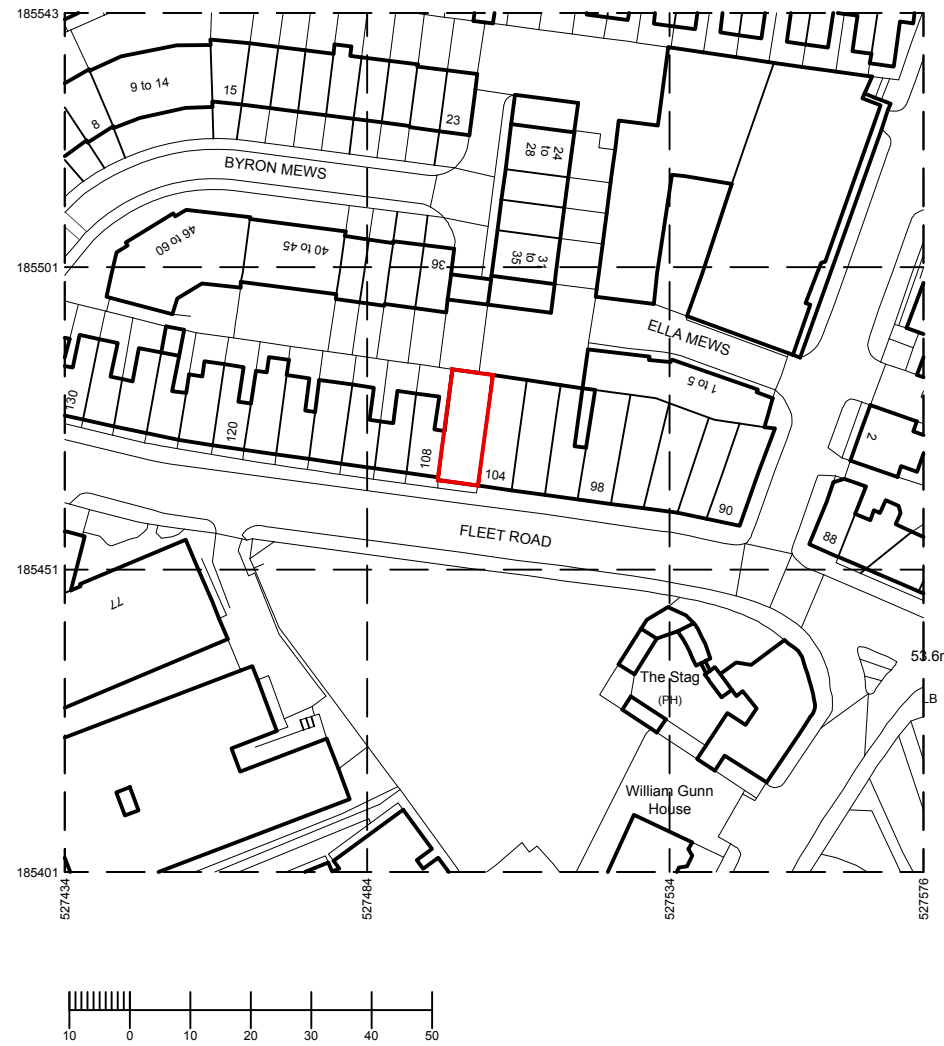 185543
9 to 14
15
23
8
24
to
28
BYRON MEWS
46 to 60
40 to 45
36
31
to
35
185501
ELLA MEWS
1 to 5
130
120
108
104
98
90
2
88
FLEET ROAD
185451
77
53.6m
The Stag
(PH)
LB
William Gunn
House
185401
527434
527484
527534
527576
10 0 10 20 30 40 50